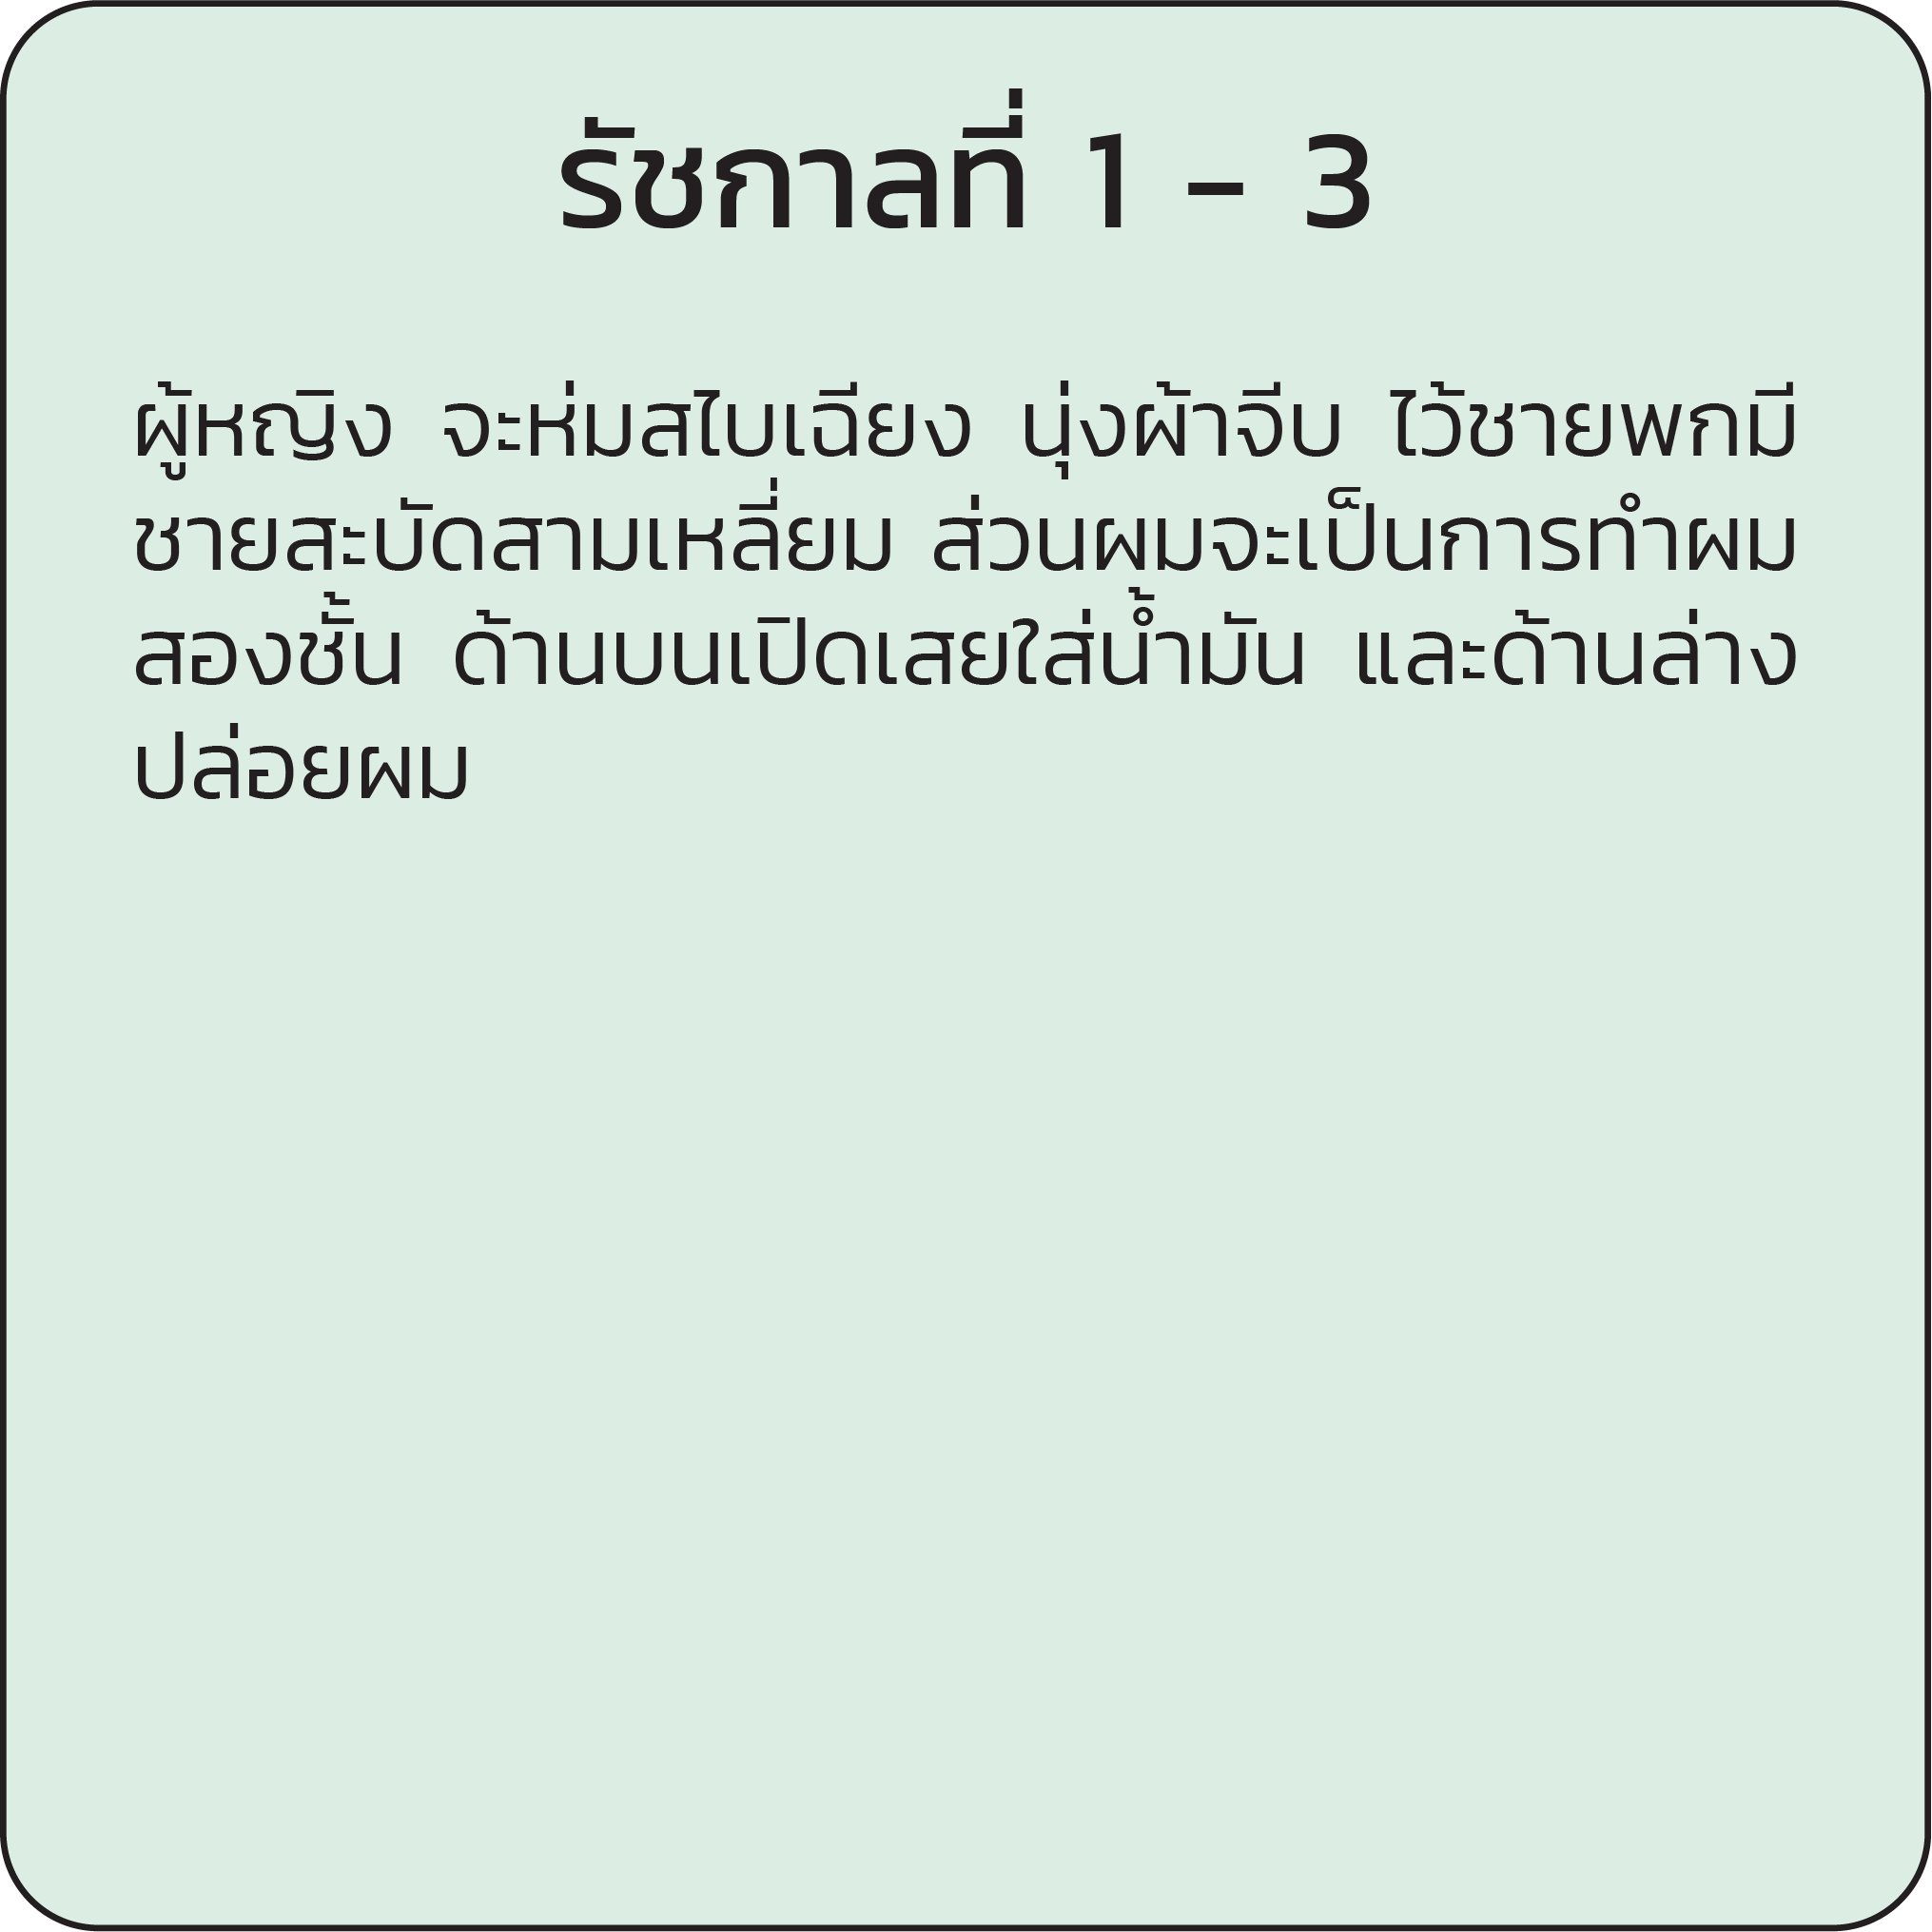 รัชกาลที่ 1 – 3
ผู้หญิง จะห่มสไบเฉียง นุ่งผ้าจีบ ไว้ชายพกมี
ชายสะบัดสามเหลี่ยม ส่วนผมจะเป็นการทำผม
สองชั้น ด้านบนเปิดเสยใส่น้ำมัน และด้านล่าง
ปล่อยผม